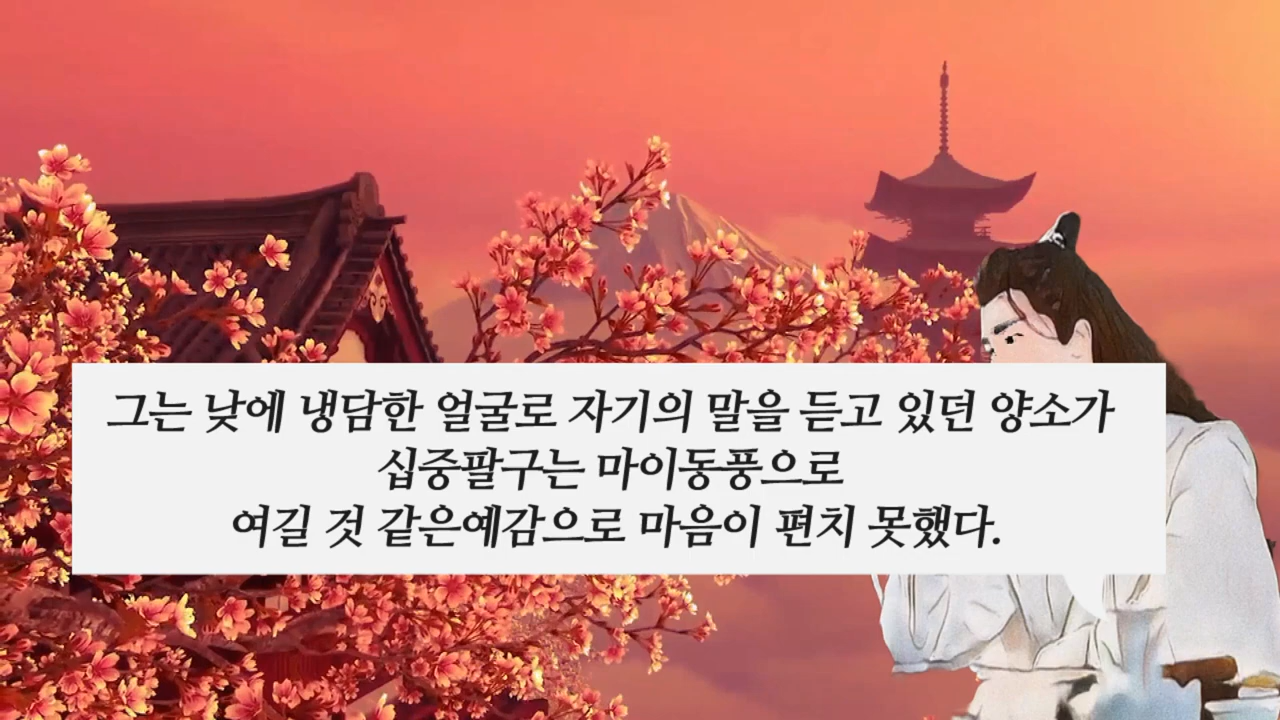 그는 낮에 냉담한 얼굴로 자기의 말을 듣고 있던 양소가
십중팔구는 마이동풍으로
여길 것 같은예감으로 마음이 편치 못했다.